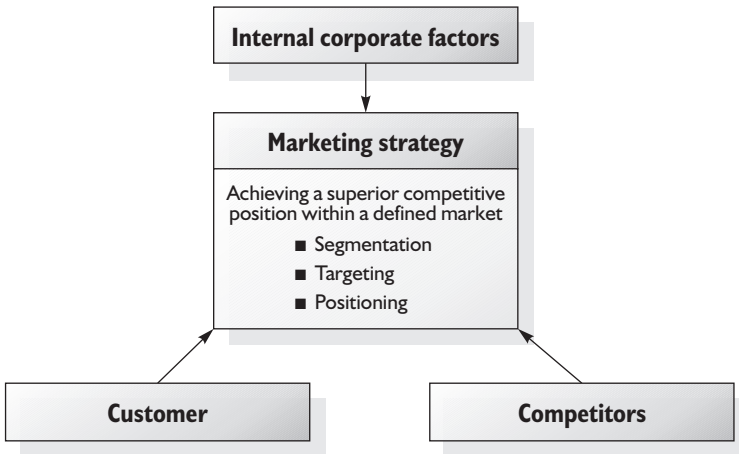 Internal corporate factors
Marketing strategy
Achieving a superior competitive
position within a defined market
■ Segmentation
■ Targeting
■ Positioning
Customer
Competitors